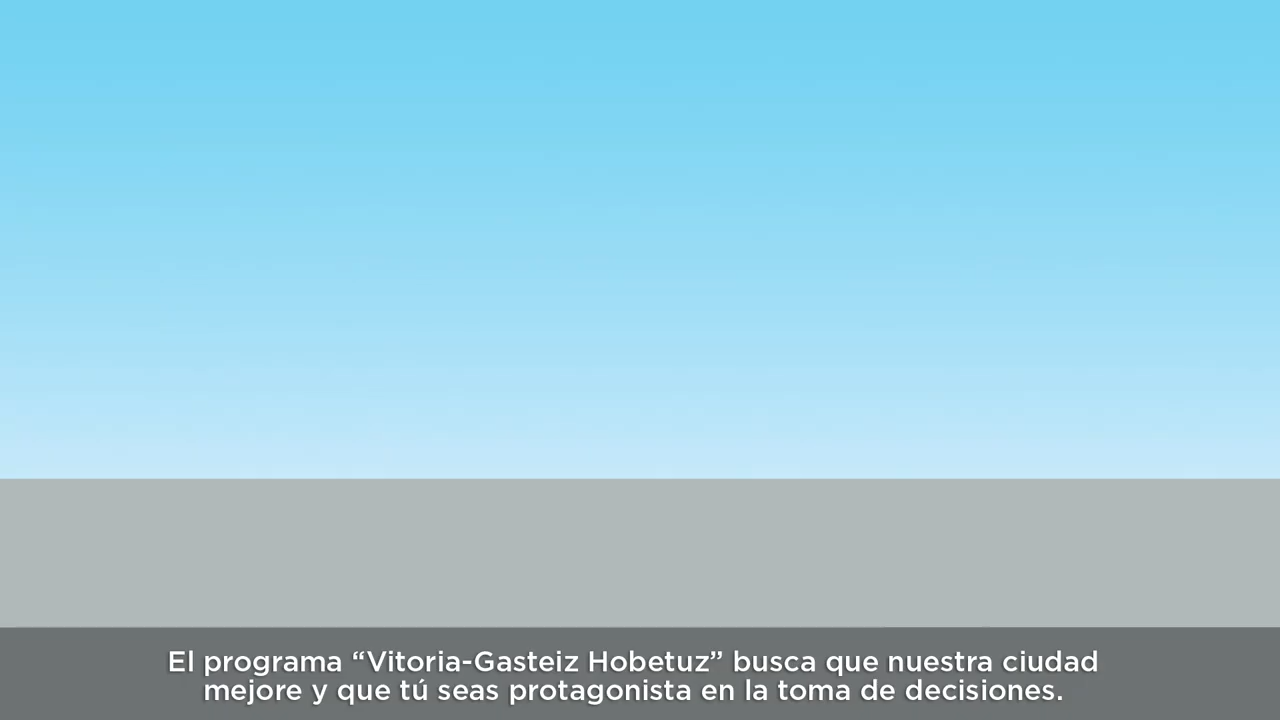 El programa “Vitoria-Gasteiz Hobetuz” busca que nuestra ciudad
mejore y que tú seas protagonista en la toma de decisiones.